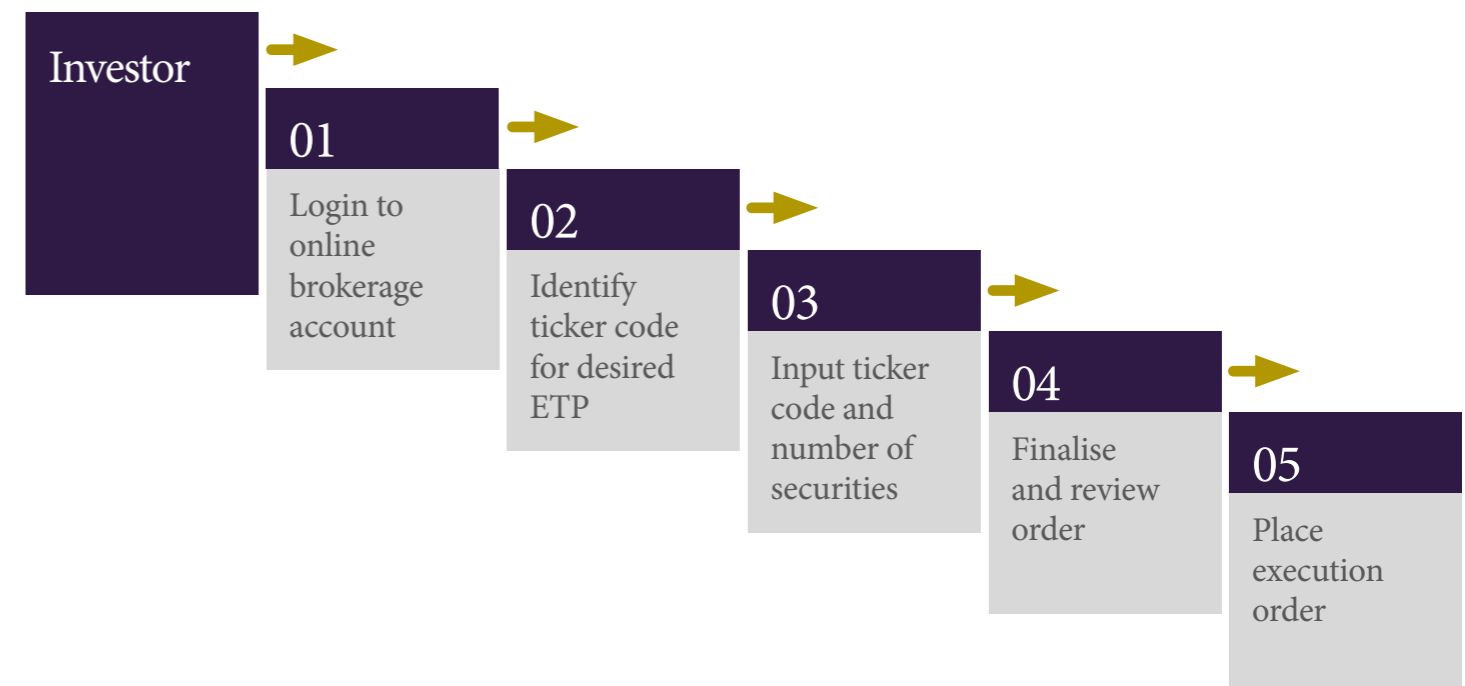 Investor
01
Login to
online
brokerage
account
02
Identify
ticker code
for desired
ETP
03
Input ticker
code and
number of
securities
04
Finalise
and review
order
05
Place
execution
order